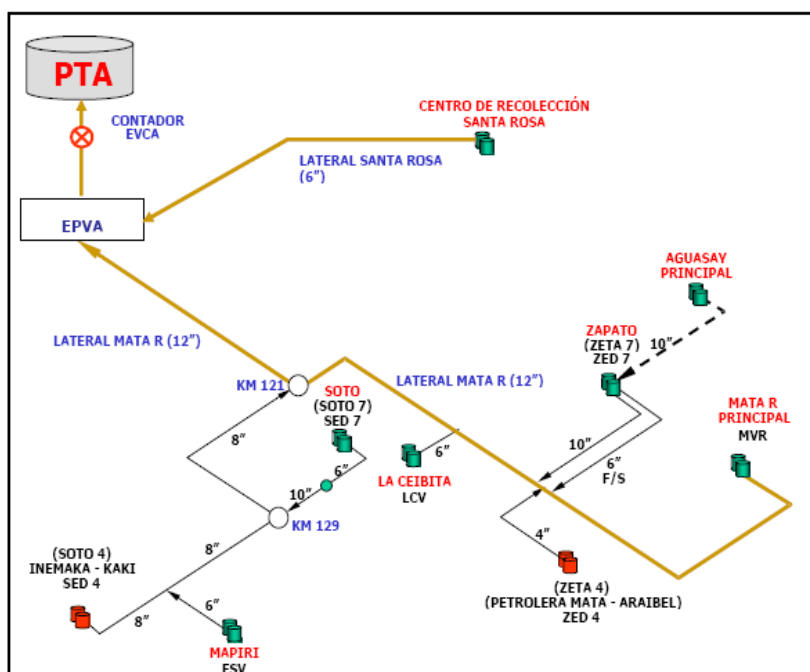 PTA
CONTADOR
EVCA
CENTRO DE RECOLECCIÓN
SANTA ROSA
LATERAL SANTA ROSA
(6")
EPVA
AGUASAY
PRINCIPAL
10"
ZAPATO
(ZETA 7)
ZED 7
LATERAL MATA R (12")
KM 121
LATERAL MATA R (12")
SOTO
(SOTO 7)
SED 7
MATA R
PRINCIPAL
MVR
8"
6"
10"
6"
LA CEIBITA
LCV
10"
6"
F/S
KM 129
4"
(SOTO 4)
INEMAKA - KAKI
SED 4
8"
8"
6"
(ZETA 4)
(PETROLERA MATA - ARAIBEL)
ZED 4
MAPIRI